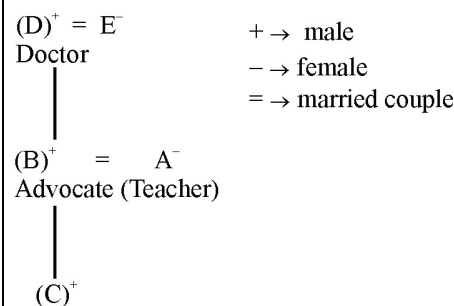 (D)⁺ = E⁻
Doctor
+ → male
− → female
= → married couple
(B)⁺ = A⁻
Advocate (Teacher)
(C)⁺